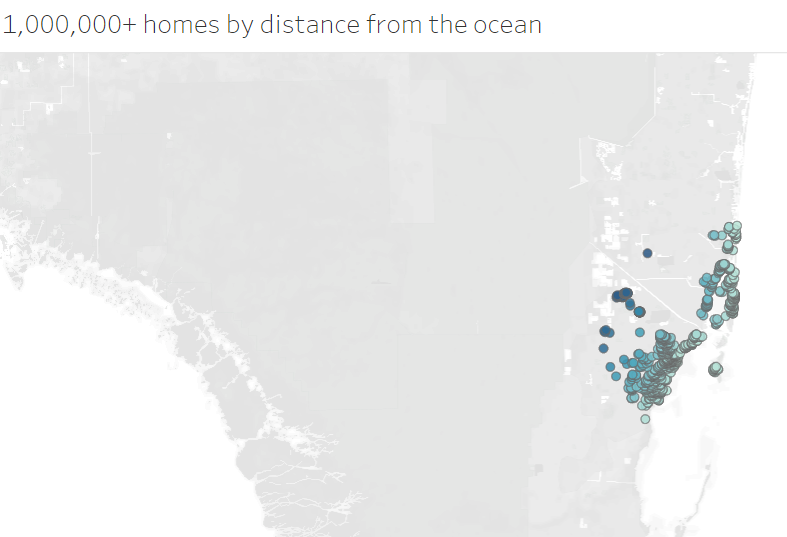 1,000,000+ homes by distance from the ocean